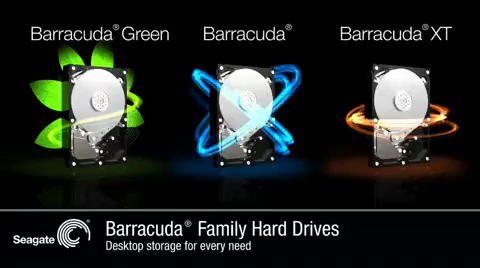 Barracuda® Green
Barracuda®
Barracuda® XT
Seagate
Barracuda® Family Hard Drives
Desktop storage for every need